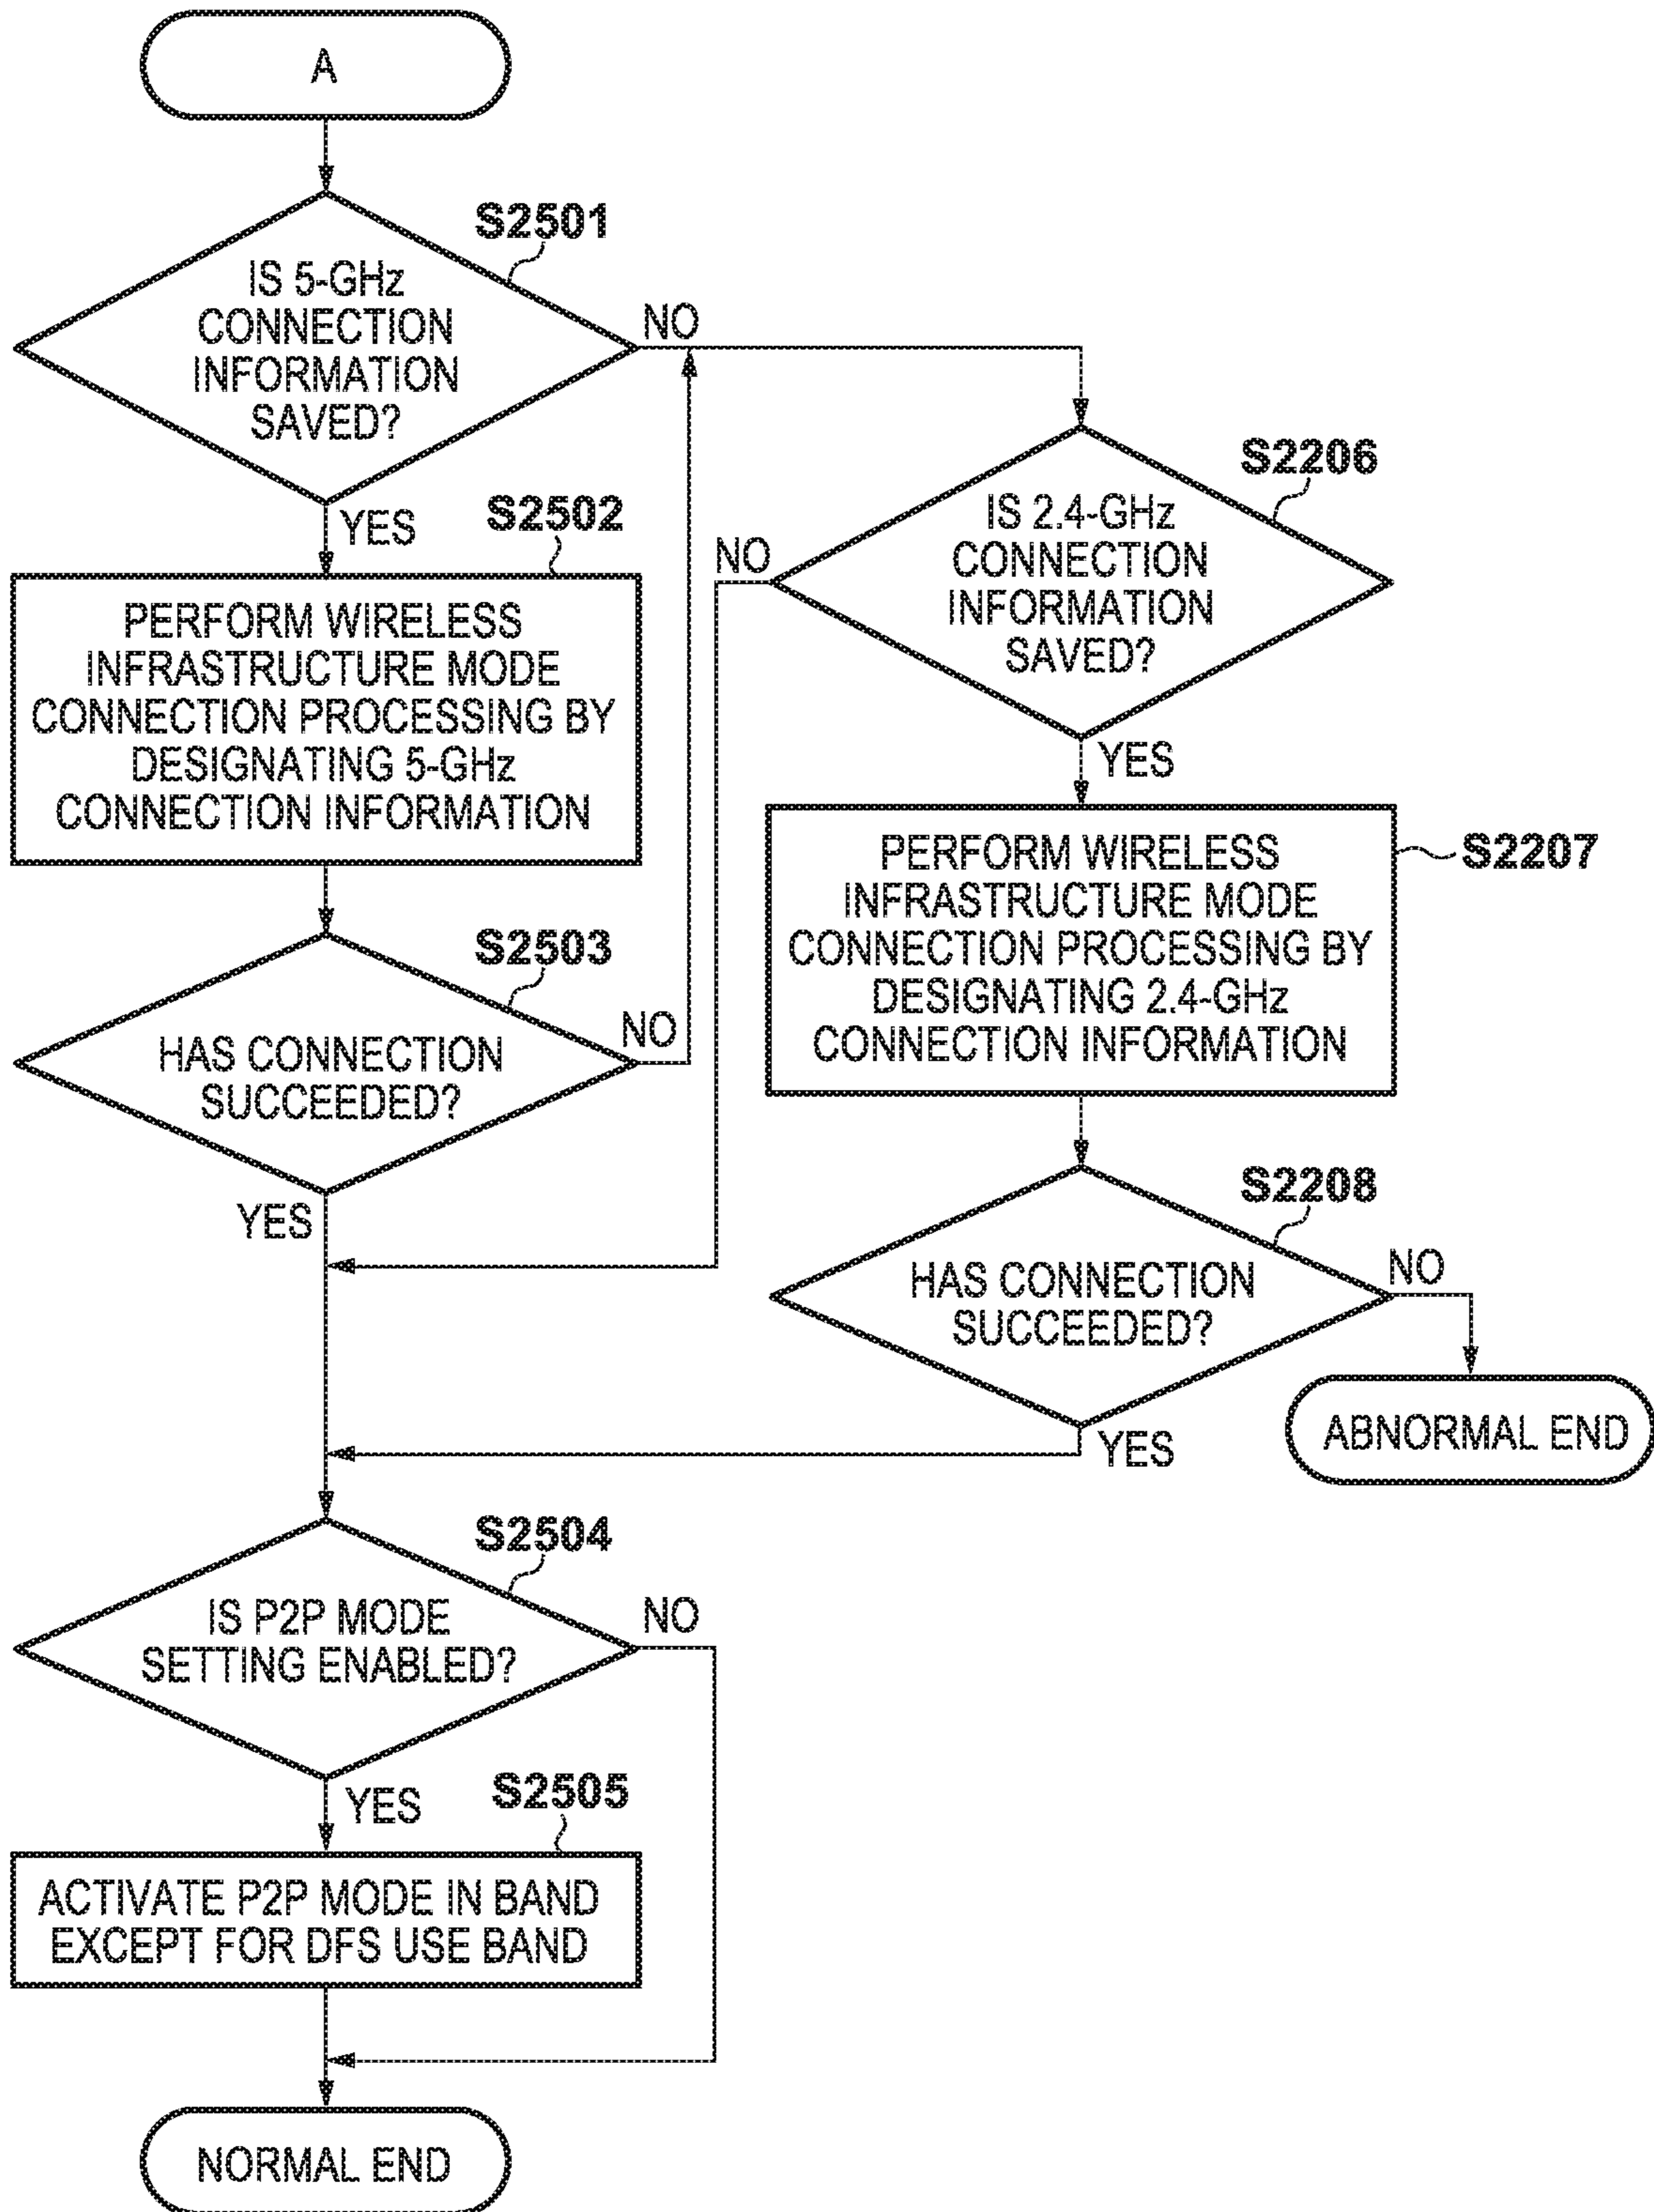 A
S2501
IS 5-GHz
CONNECTION
INFORMATION
SAVED?
NO
YES
S2502
PERFORM WIRELESS
INFRASTRUCTURE MODE
CONNECTION PROCESSING BY
DESIGNATING 5-GHz
CONNECTION INFORMATION
S2503
HAS CONNECTION
SUCCEEDED?
NO
YES
S2206
IS 2.4-GHz
CONNECTION
INFORMATION
SAVED?
NO
YES
S2207
PERFORM WIRELESS
INFRASTRUCTURE MODE
CONNECTION PROCESSING BY
DESIGNATING 2.4-GHz
CONNECTION INFORMATION
S2208
HAS CONNECTION
SUCCEEDED?
NO
YES
ABNORMAL END
S2504
IS P2P MODE
SETTING ENABLED?
NO
YES
S2505
ACTIVATE P2P MODE IN BAND
EXCEPT FOR DFS USE BAND
NORMAL END